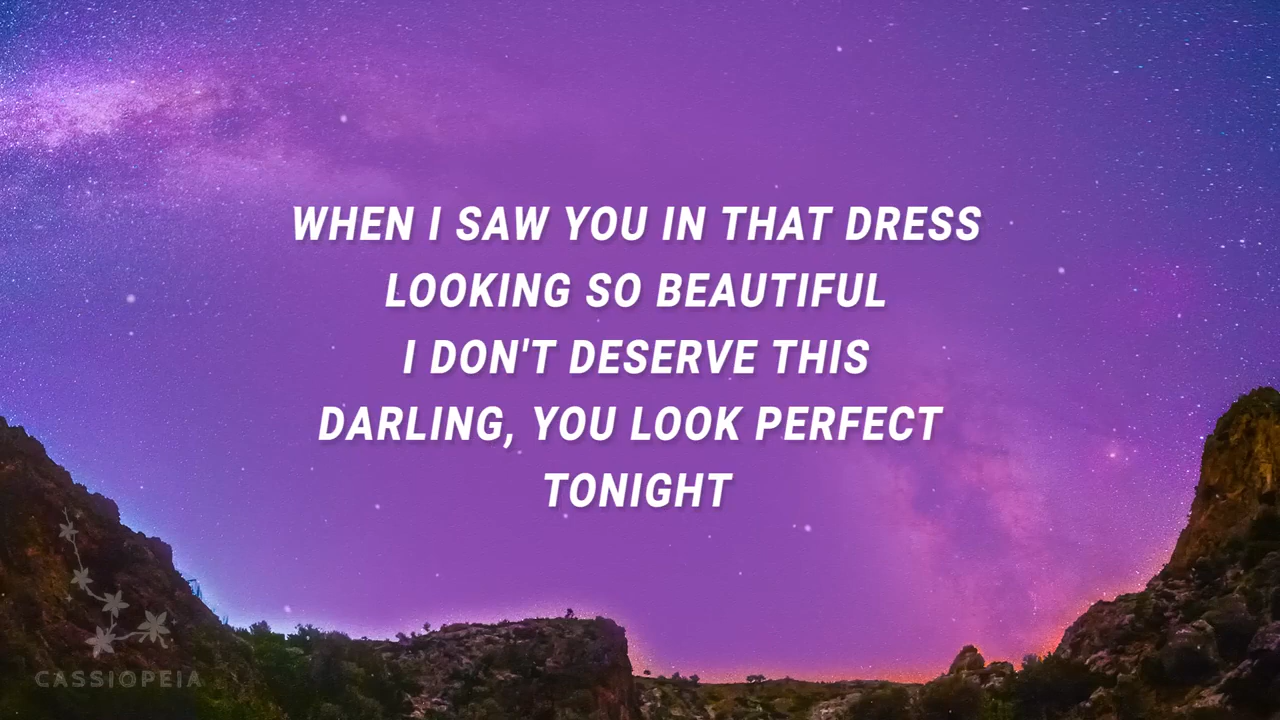 WHEN I SAW YOU IN THAT DRESS
LOOKING SO BEAUTIFUL
I DON'T DESERVE THIS
DARLING, YOU LOOK PERFECT
TONIGHT
CASSIOPEIA